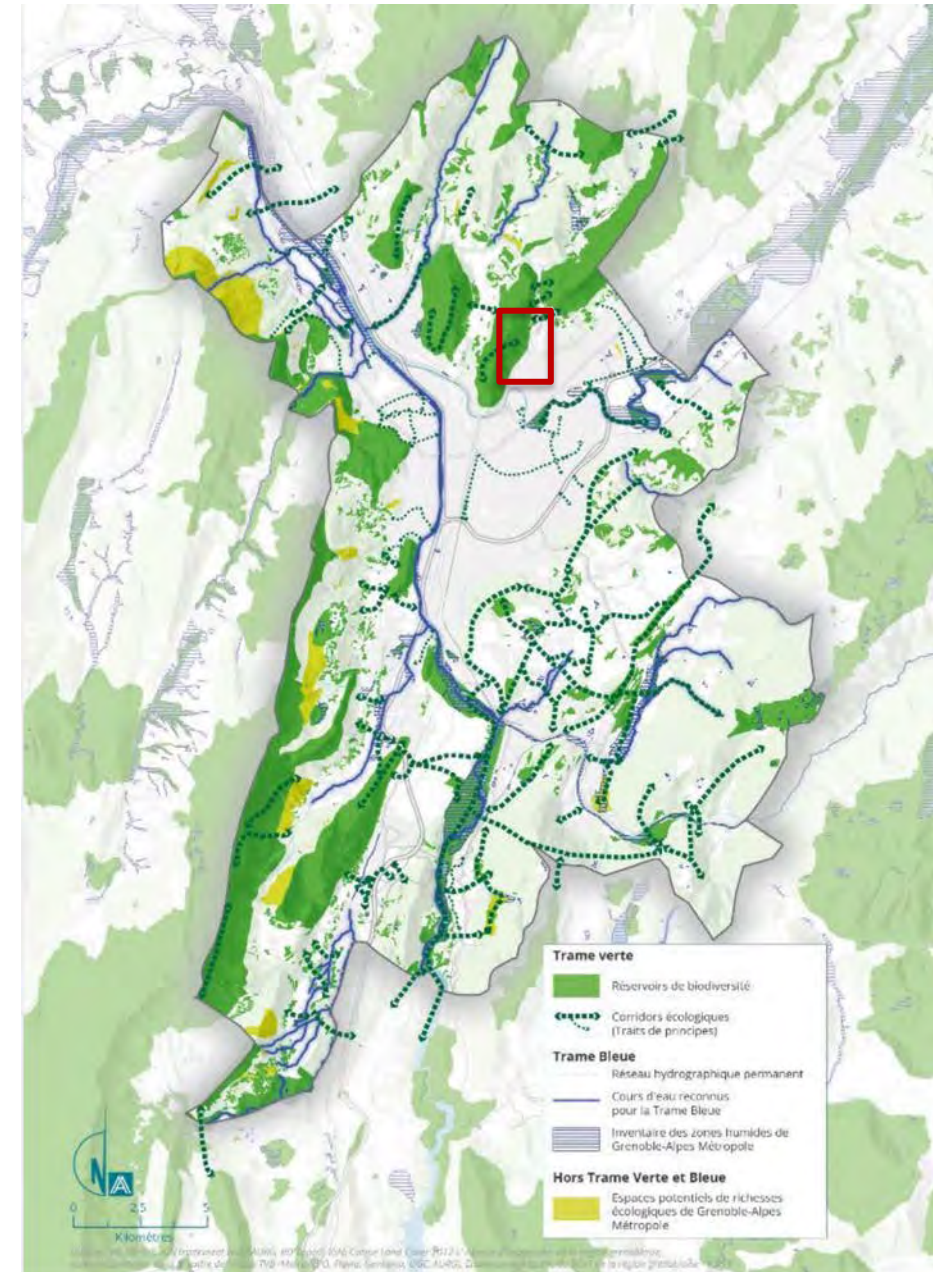 Trame verte
Réservoirs de biodiversité
Corridors écologiques
(Traits de principes)
Trame Bleue
Réseau hydrographique permanent
Cours d'eau reconnus
pour la Trame Bleue
Inventaire des zones humides de
Grenoble-Alpes Métropole
Hors Trame Verte et Bleue
Espaces potentiels de richesses
écologiques de Grenoble-Alpes
Métropole
N
0 2,5 5
Kilomètres